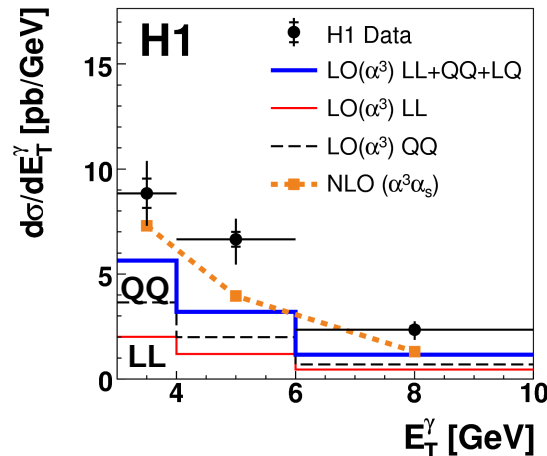 H1
H1 Data
LO(α³) LL+QQ+LQ
LO(α³) LL
LO(α³) QQ
NLO (α³αₛ)
dσ/dE_T^γ [pb/GeV]
15
10
5
0
QQ
LL
4 6 8 10
E_T^γ [GeV]